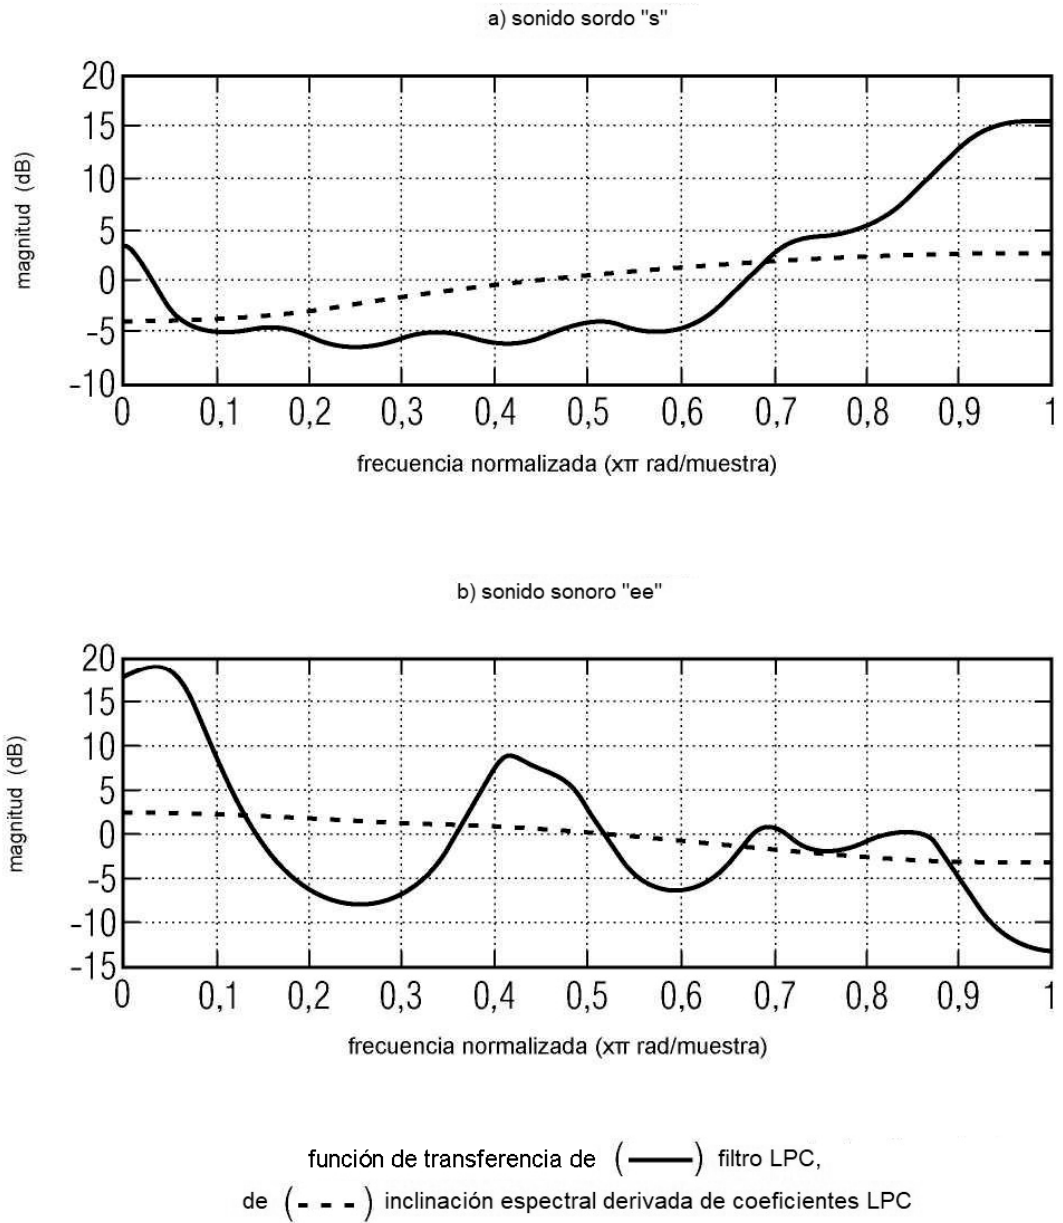 a) sonido sordo "s"
magnitud (dB)
20
15
10
5
0
-5
-10
0 0,1 0,2 0,3 0,4 0,5 0,6 0,7 0,8 0,9 1
frecuencia normalizada (xπ rad/muestra)
b) sonido sonoro "ee"
magnitud (dB)
20
15
10
5
0
-5
-10
-15
0 0,1 0,2 0,3 0,4 0,5 0,6 0,7 0,8 0,9 1
frecuencia normalizada (xπ rad/muestra)
función de transferencia de ( ) filtro LPC,
de ( ) inclinación espectral derivada de coeficientes LPC